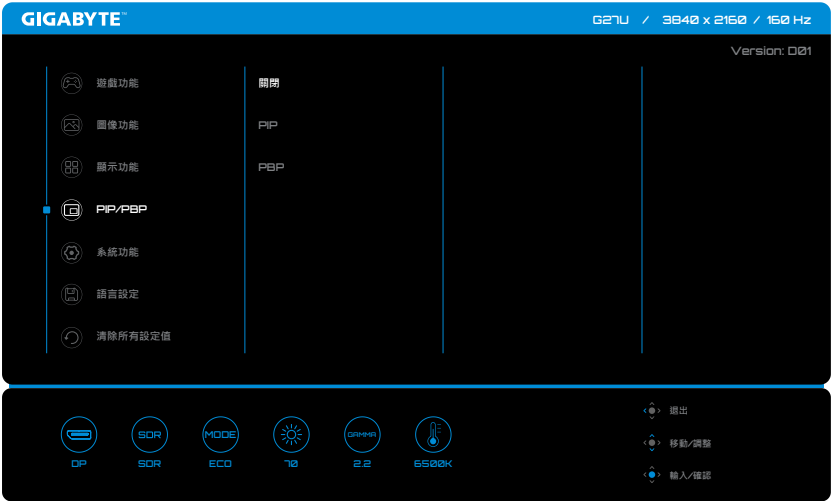 GIGABYTE™
G27U / 3840 x 2160 / 160 Hz
Version: D01
遊戲功能
圖像功能
顯示功能
PIP/PBP
系統功能
語言設定
清除所有設定值
關閉
PIP
PBP
SDR
MODE
GAMMA
DP
SDR
ECO
70
2.2
6500K
退出
移動/調整
輸入/確認